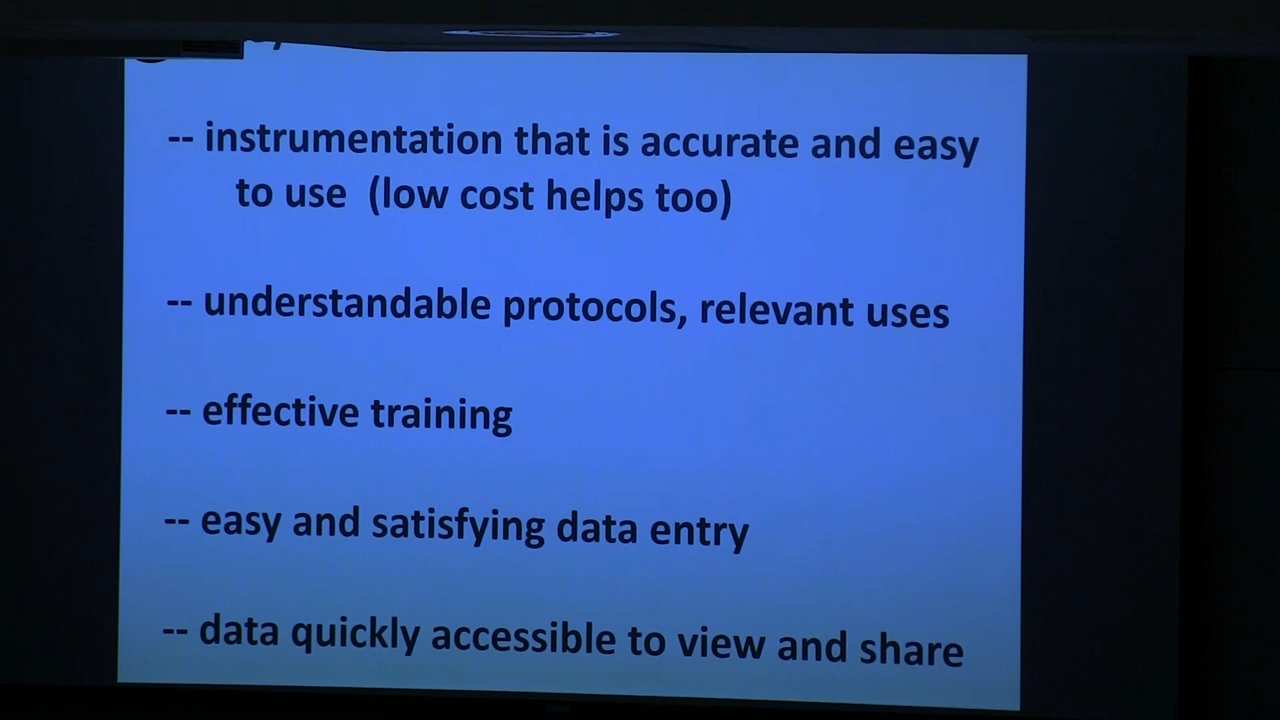 -- instrumentation that is accurate and easy
to use (low cost helps too)
-- understandable protocols, relevant uses
-- effective training
-- easy and satisfying data entry
-- data quickly accessible to view and share